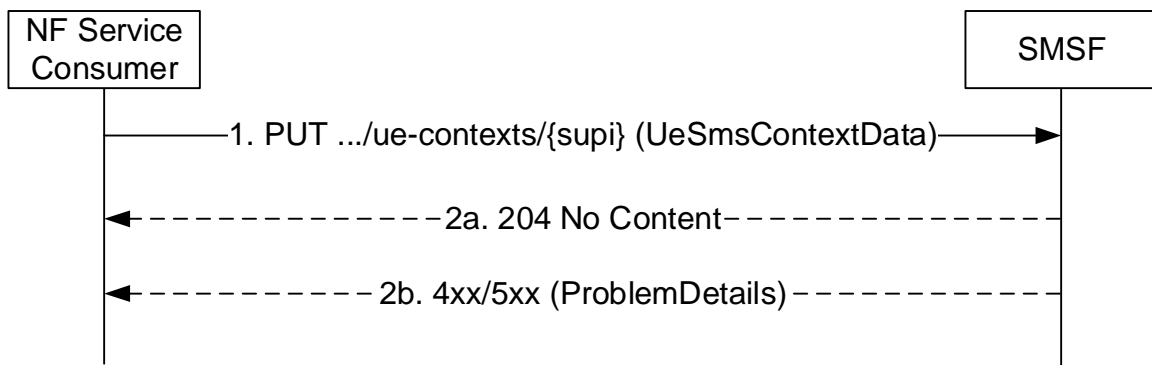 NF Service
Consumer
SMSF
1. PUT .../ue-contexts/{supi} (UeSmsContextData)
2a. 204 No Content
2b. 4xx/5xx (ProblemDetails)